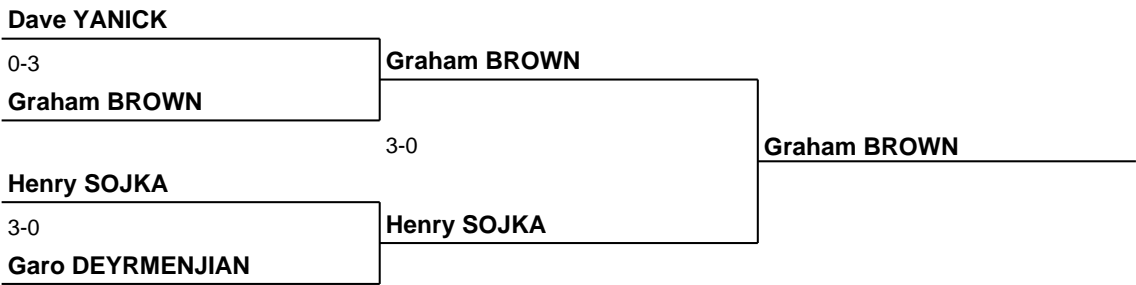 Dave YANICK
0-3
Graham BROWN
Graham BROWN
3-0
Graham BROWN
Henry SOJKA
3-0
Henry SOJKA
Garo DEYRMENJIAN